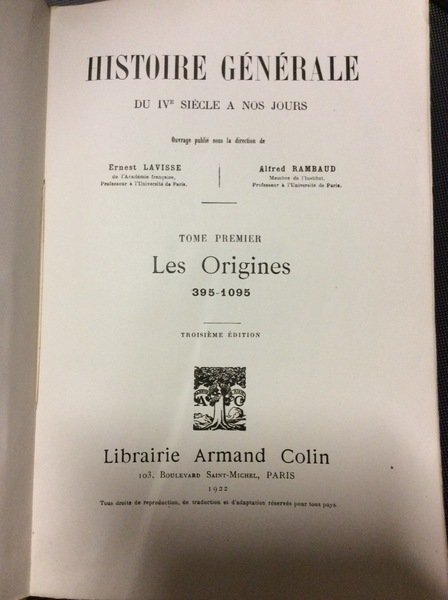 HISTOIRE GÉNÉRALE
DU IVᴱ SIÈCLE A NOS JOURS
Ouvrage publié sous la direction de
Ernest LAVISSE
de l'Académie française,
Professeur à l'Université de Paris.
Alfred RAMBAUD
Membre de l'Institut.
Professeur à l'Université de Paris.
TOME PREMIER
Les Origines
395-1095
TROISIÈME ÉDITION
A C
Librairie Armand Colin
103, BOULEVARD SAINT-MICHEL, PARIS
1922
Tous droits de reproduction, de traduction et d'adaptation réservés pour tous pays.